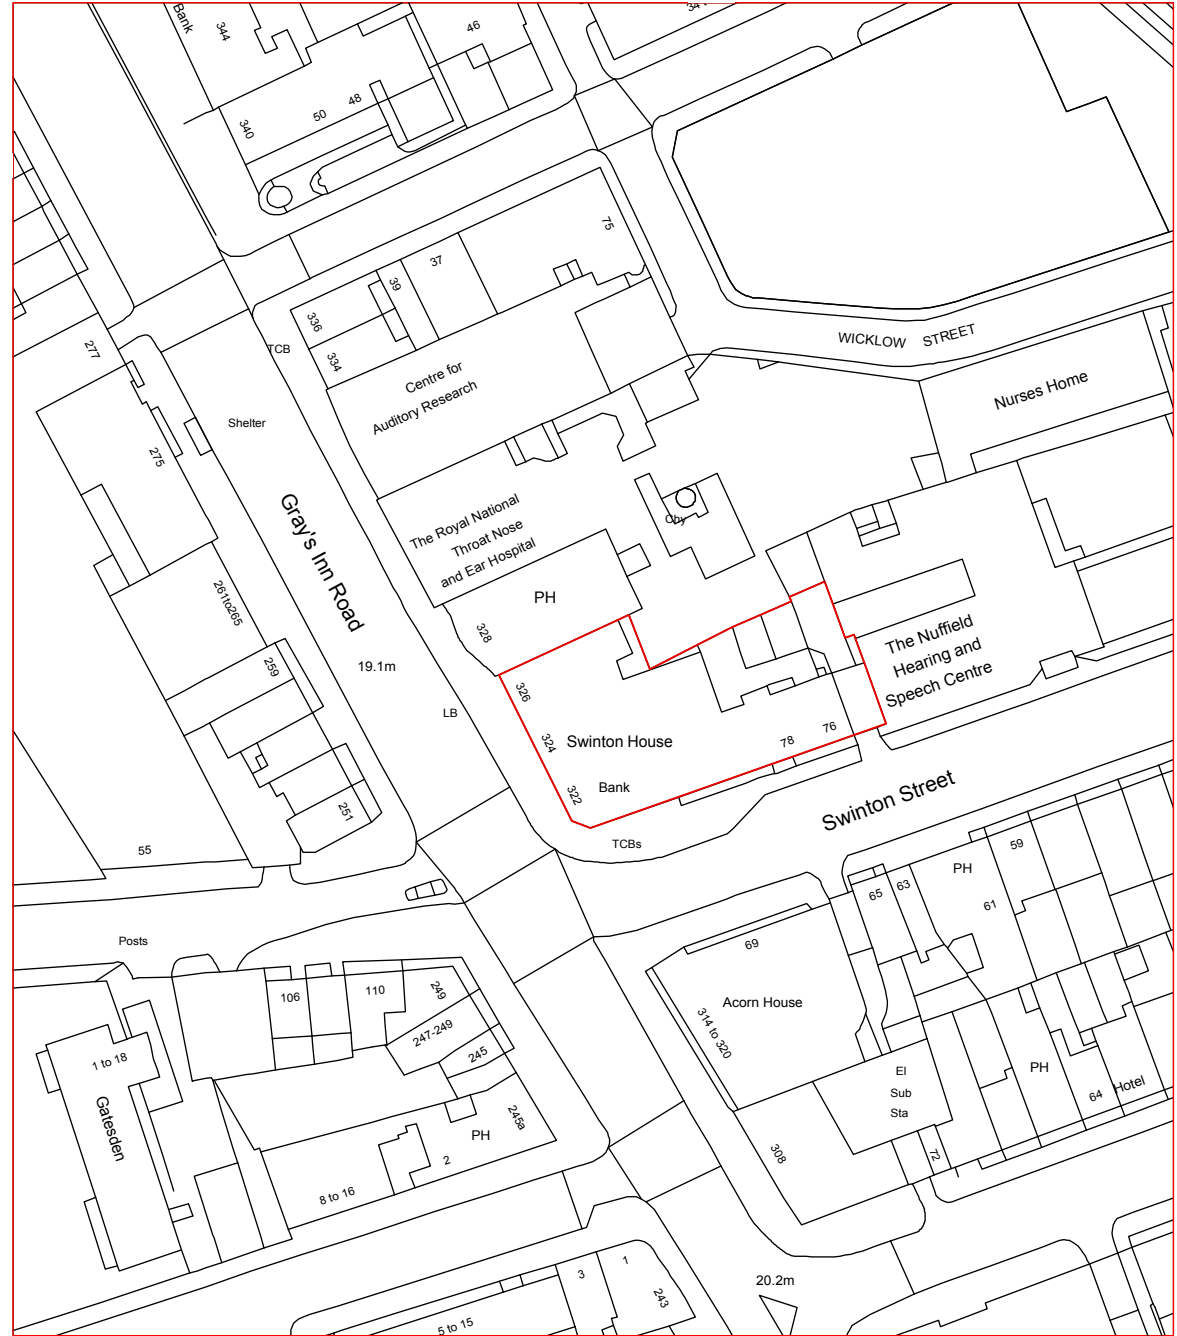 Bank
344
46
34
340
50
48
75
37
39
336
334
TCB
277
WICKLOW STREET
Centre for
Auditory Research
Nurses Home
Shelter
275
Gray's Inn Road
The Royal National
Throat Nose
and Ear Hospital
Chy
PH
328
261to265
259
19.1m
The Nuffield
Hearing and
Speech Centre
326
LB
324
Swinton House
78
76
322
Bank
251
Swinton Street
TCBs
55
59
PH
65
63
61
Posts
69
Acorn House
314 to 320
106
110
249
247-249
245
245a
1 to 18
Gatesden
El
Sub
Sta
PH
64
Hotel
PH
2
308
72
8 to 16
20.2m
3
1
243
5 to 15